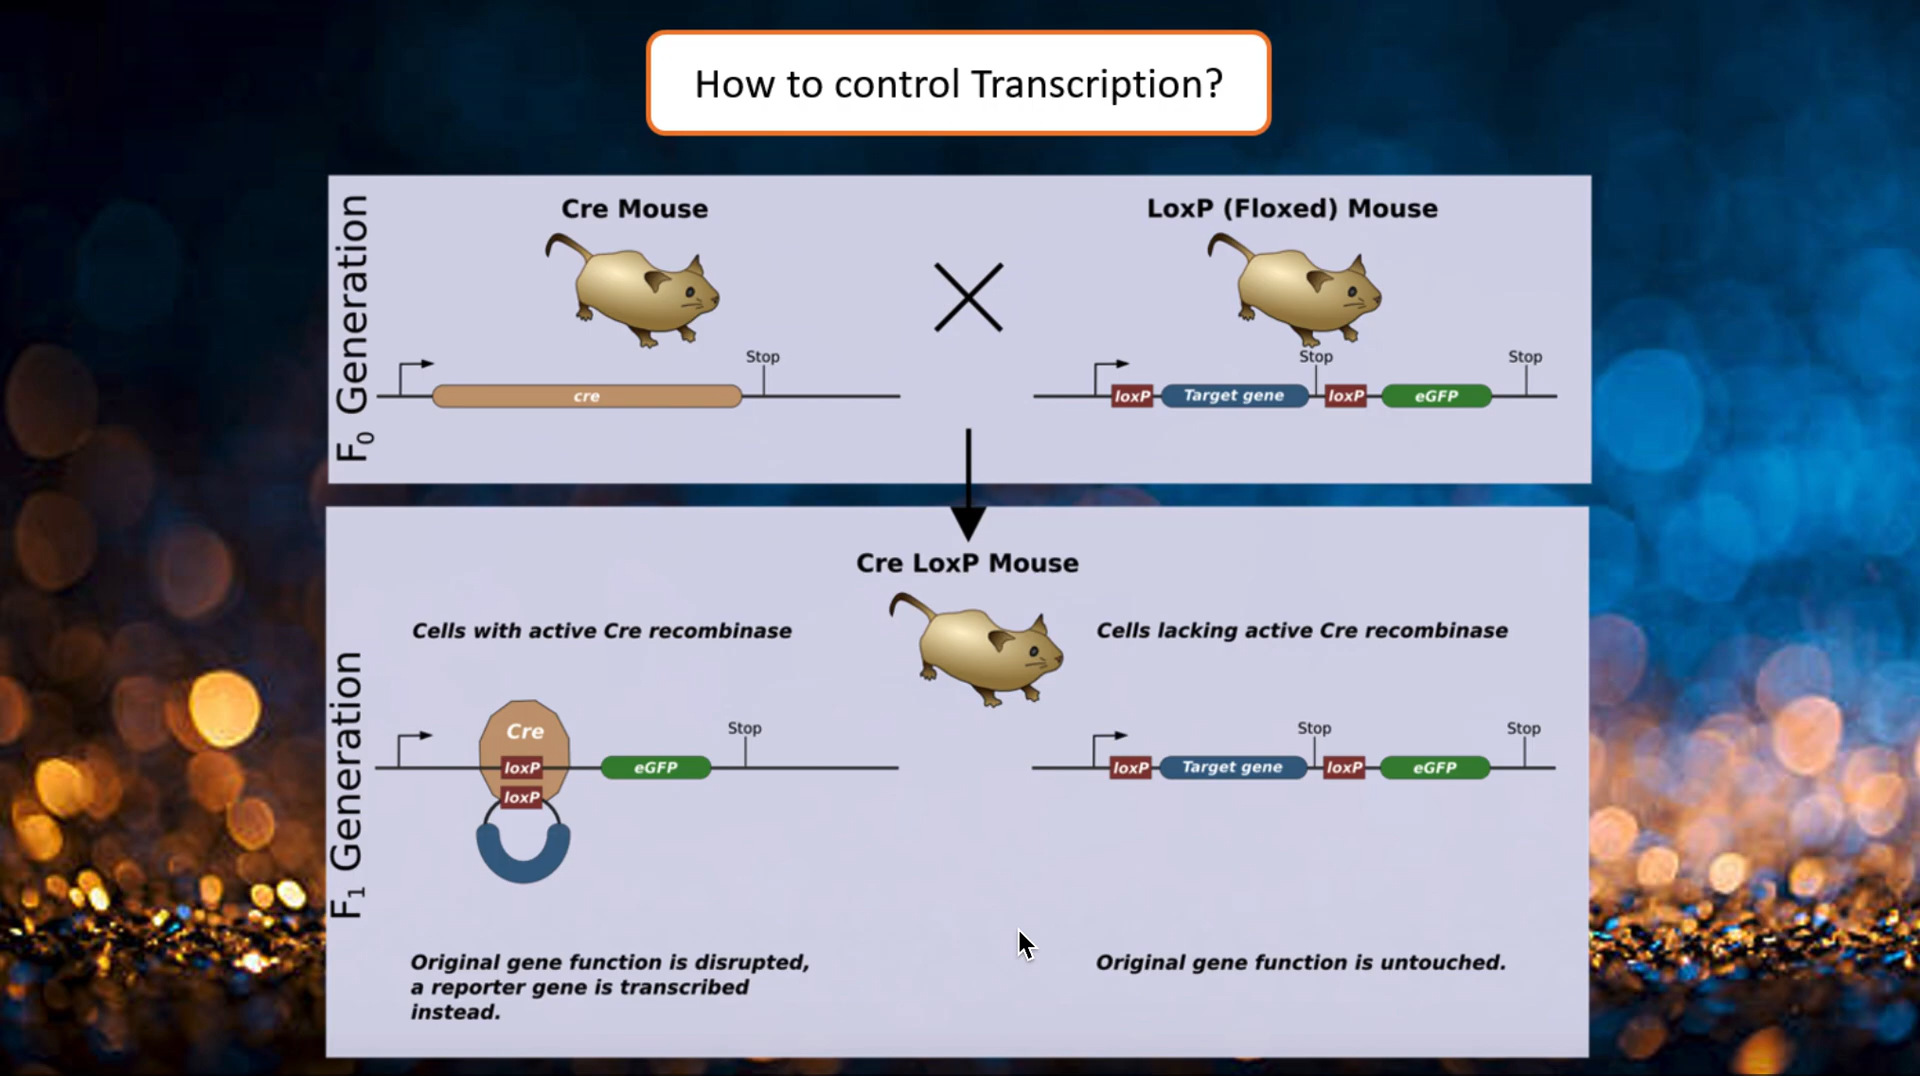 How to control Transcription?
F0 Generation
Cre Mouse
LoxP (Floxed) Mouse
Stop
cre
Stop
Stop
loxP
Target gene
loxP
eGFP
F1 Generation
Cre LoxP Mouse
Cells with active Cre recombinase
Cells lacking active Cre recombinase
Cre
loxP
loxP
eGFP
Stop
Stop
Stop
loxP
Target gene
loxP
eGFP
Original gene function is disrupted,
a reporter gene is transcribed
instead.
Original gene function is untouched.